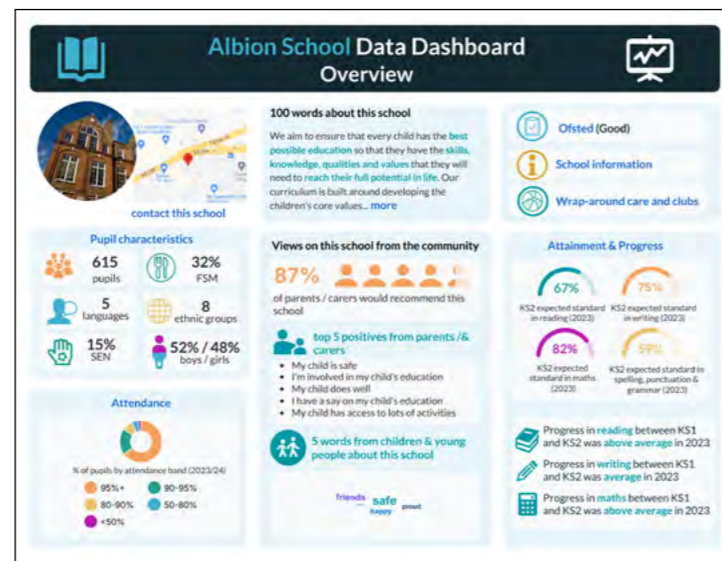 Albion School Data Dashboard
Overview
contact this school
100 words about this school
We aim to ensure that every child has the best
possible education so that they have the skills,
knowledge, qualities and values that they will
need to reach their full potential in life. Our
curriculum is built around developing the
children's core values... more
Ofsted (Good)
School information
Wrap-around care and clubs
Pupil characteristics
615
pupils
32%
FSM
5
languages
8
ethnic groups
15%
SEN
52% / 48%
boys / girls
Attendance
% of pupils by attendance band (2023/24)
95%+
90-95%
80-90%
50-80%
<50%
Views on this school from the community
87%
of parents / carers would recommend this
school
top 5 positives from parents /&
carers
My child is safe
I'm involved in my child's education
My child does well
I have a say on my child's education
My child has access to lots of activities
5 words from children & young
people about this school
friends
safe
happy
proud
Attainment & Progress
67%
KS2 expected standard
in reading (2023)
75%
KS2 expected standard
in writing (2023)
82%
KS2 expected
standard in maths
(2023)
59%
KS2 expected standard in
spelling, punctuation &
grammar (2023)
Progress in reading between KS1
and KS2 was above average in 2023
Progress in writing between KS1
and KS2 was average in 2023
Progress in maths between KS1
and KS2 was above average in 2023